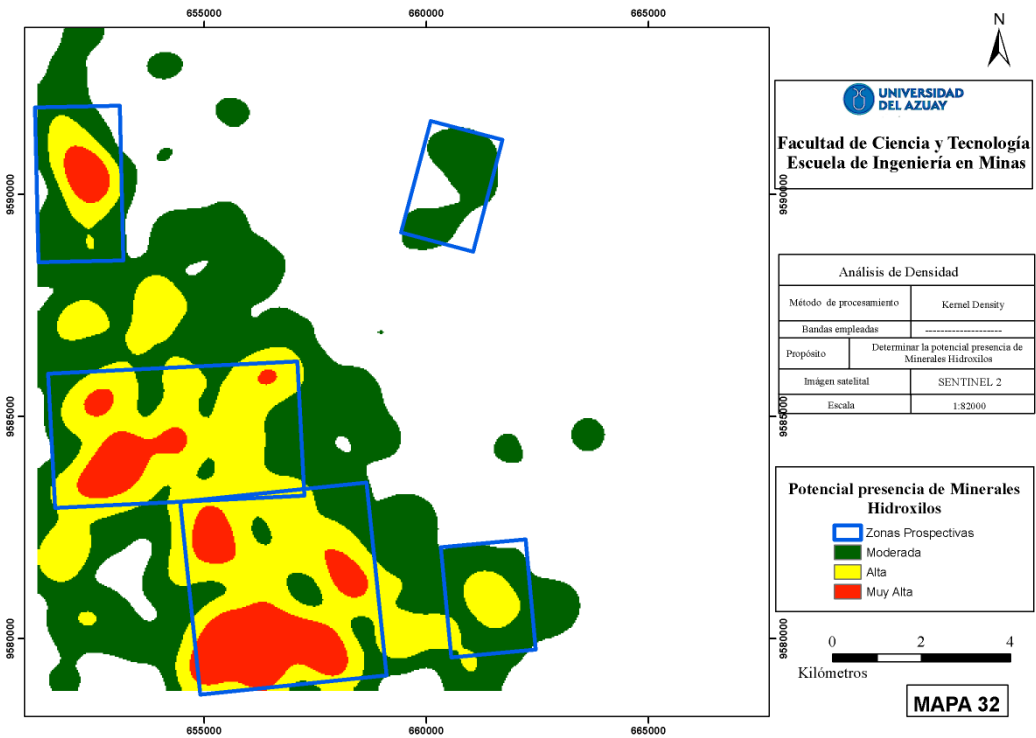 655000
660000
665000
N
UNIVERSIDAD
DEL AZUAY
Facultad de Ciencia y Tecnología
Escuela de Ingeniería en Minas
9590000
9590000
Análisis de Densidad
Método de procesamiento
Kernel Density
Bandas empleadas
--------------------
Propósito
Determinar la potencial presencia de
Minerales Hidroxilos
Imágen satelital
SENTINEL 2
Escala
1:82000
9585000
9585000
Potencial presencia de Minerales
Hidroxilos
Zonas Prospectivas
Moderada
Alta
Muy Alta
9580000
9580000
0 2 4
Kilómetros
MAPA 32
655000
660000
665000